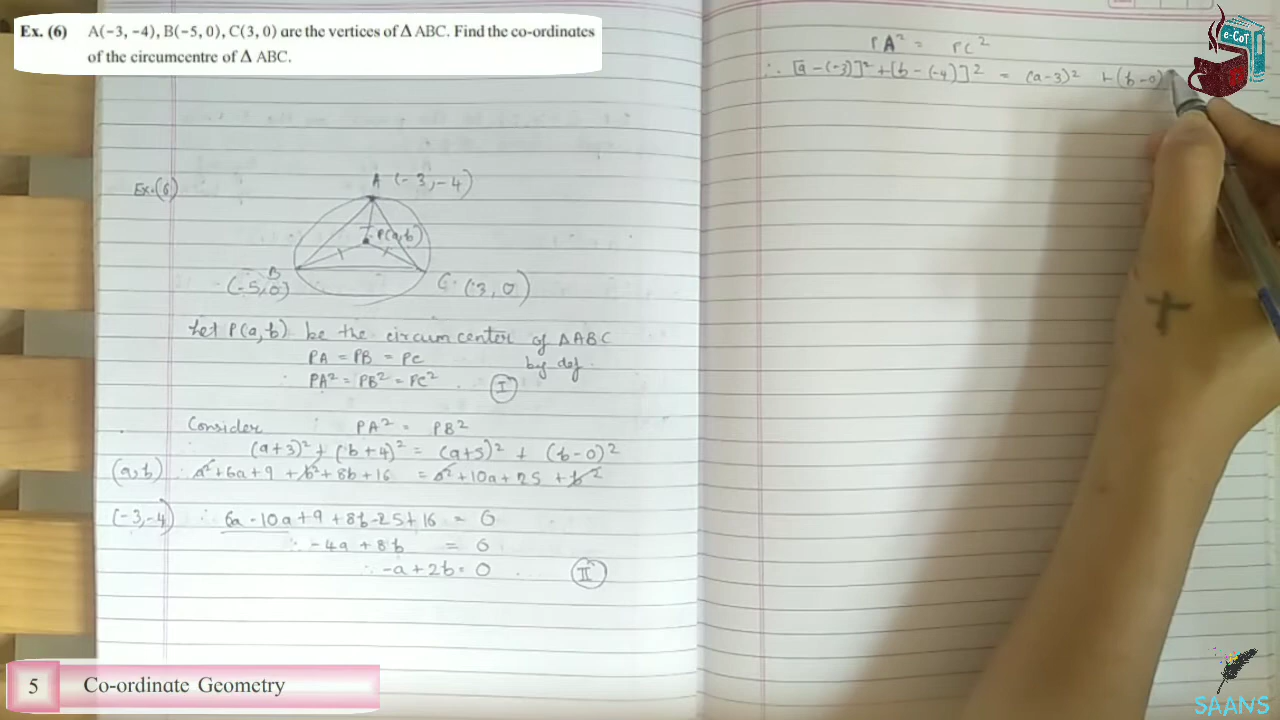 Ex. (6) A(−3, −4), B(−5, 0), C(3, 0) are the vertices of Δ ABC. Find the co-ordinates
of the circumcentre of Δ ABC.
Ex.(6)
A (-3,-4)
P(a,b)
B
(-5,0)
C (3, 0)
Let P(a,b) be the circumcenter of ΔABC
PA = PB = PC by def.
∴ PA² = PB² = PC² (I)
Consider PA² = PB²
∴ (a+3)² + (b+4)² = (a+5)² + (b-0)²
(a,b) ∴ a²+6a+9 + b²+8b+16 = a²+10a+25 + b²
(-3,-4) ∴ 6a-10a+9+8b-25+16 = 0
∴ -4a+8b = 0
∴ -a+2b=0 (II)
PA² = PC²
∴ [a-(-3)]²+[b-(-4)]² = (a-3)² +(b-0)
e-CoT
5 Co-ordinate Geometry
SAANS